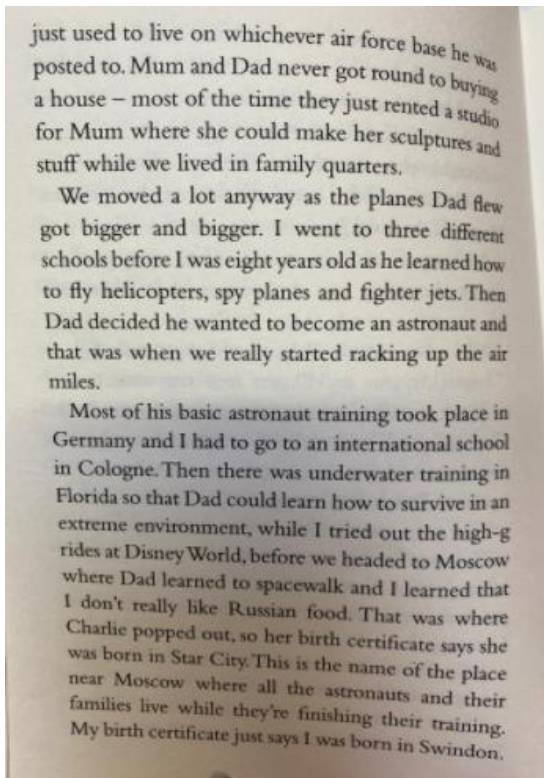 just used to live on whichever air force base he was
posted to. Mum and Dad never got round to buying
a house – most of the time they just rented a studio
for Mum where she could make her sculptures and
stuff while we lived in family quarters.
We moved a lot anyway as the planes Dad flew
got bigger and bigger. I went to three different
schools before I was eight years old as he learned how
to fly helicopters, spy planes and fighter jets. Then
Dad decided he wanted to become an astronaut and
that was when we really started racking up the air
miles.
Most of his basic astronaut training took place in
Germany and I had to go to an international school
in Cologne. Then there was underwater training in
Florida so that Dad could learn how to survive in an
extreme environment, while I tried out the high-g
rides at Disney World, before we headed to Moscow
where Dad learned to spacewalk and I learned that
I don't really like Russian food. That was where
Charlie popped out, so her birth certificate says she
was born in Star City. This is the name of the place
near Moscow where all the astronauts and their
families live while they're finishing their training.
My birth certificate just says I was born in Swindon.